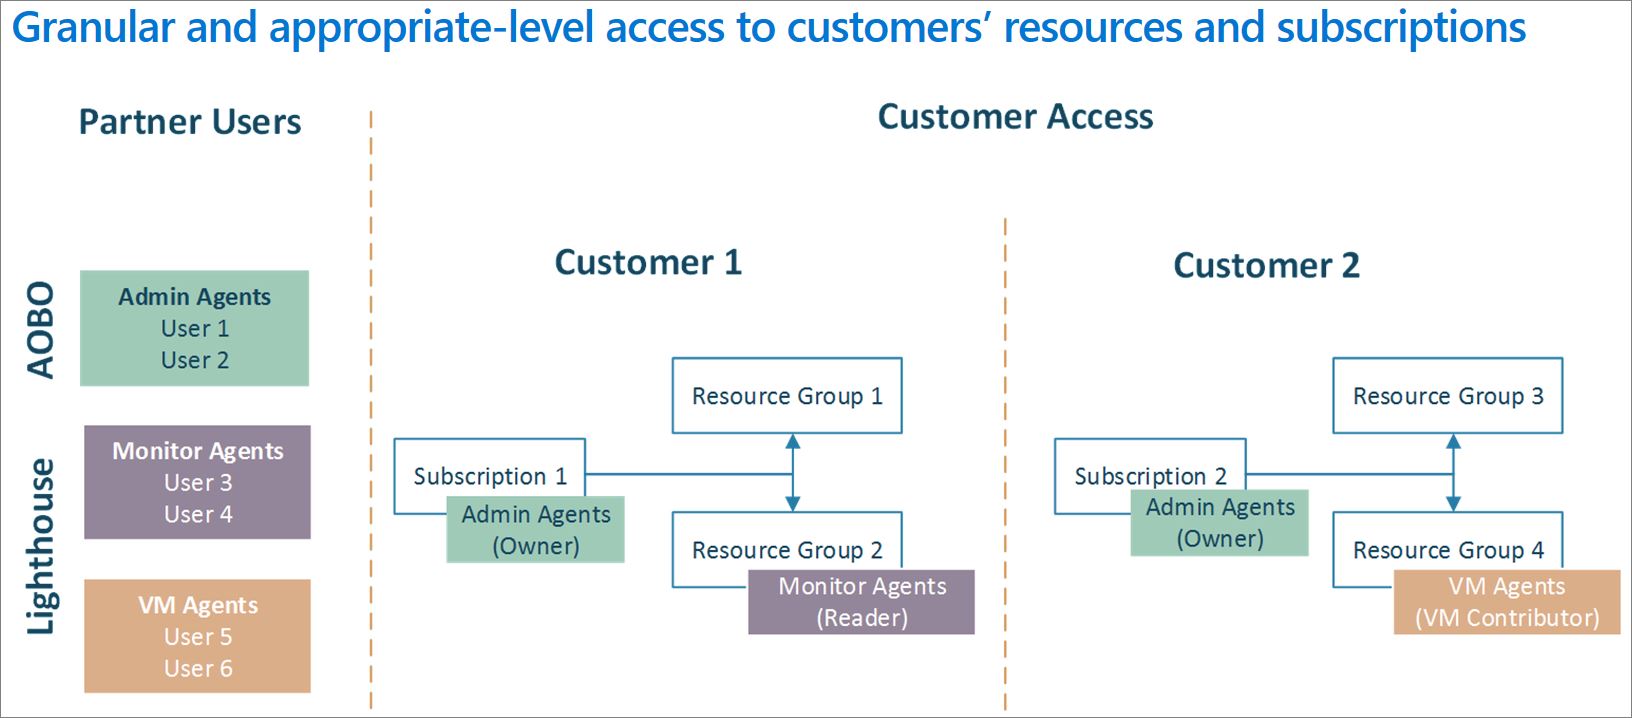 Granular and appropriate-level access to customers’ resources and subscriptions
Partner Users
Customer Access
AOBO
Admin Agents
User 1
User 2
Lighthouse
Monitor Agents
User 3
User 4
VM Agents
User 5
User 6
Customer 1
Resource Group 1
Subscription 1
Admin Agents
(Owner)
Resource Group 2
Monitor Agents
(Reader)
Customer 2
Resource Group 3
Subscription 2
Admin Agents
(Owner)
Resource Group 4
VM Agents
(VM Contributor)